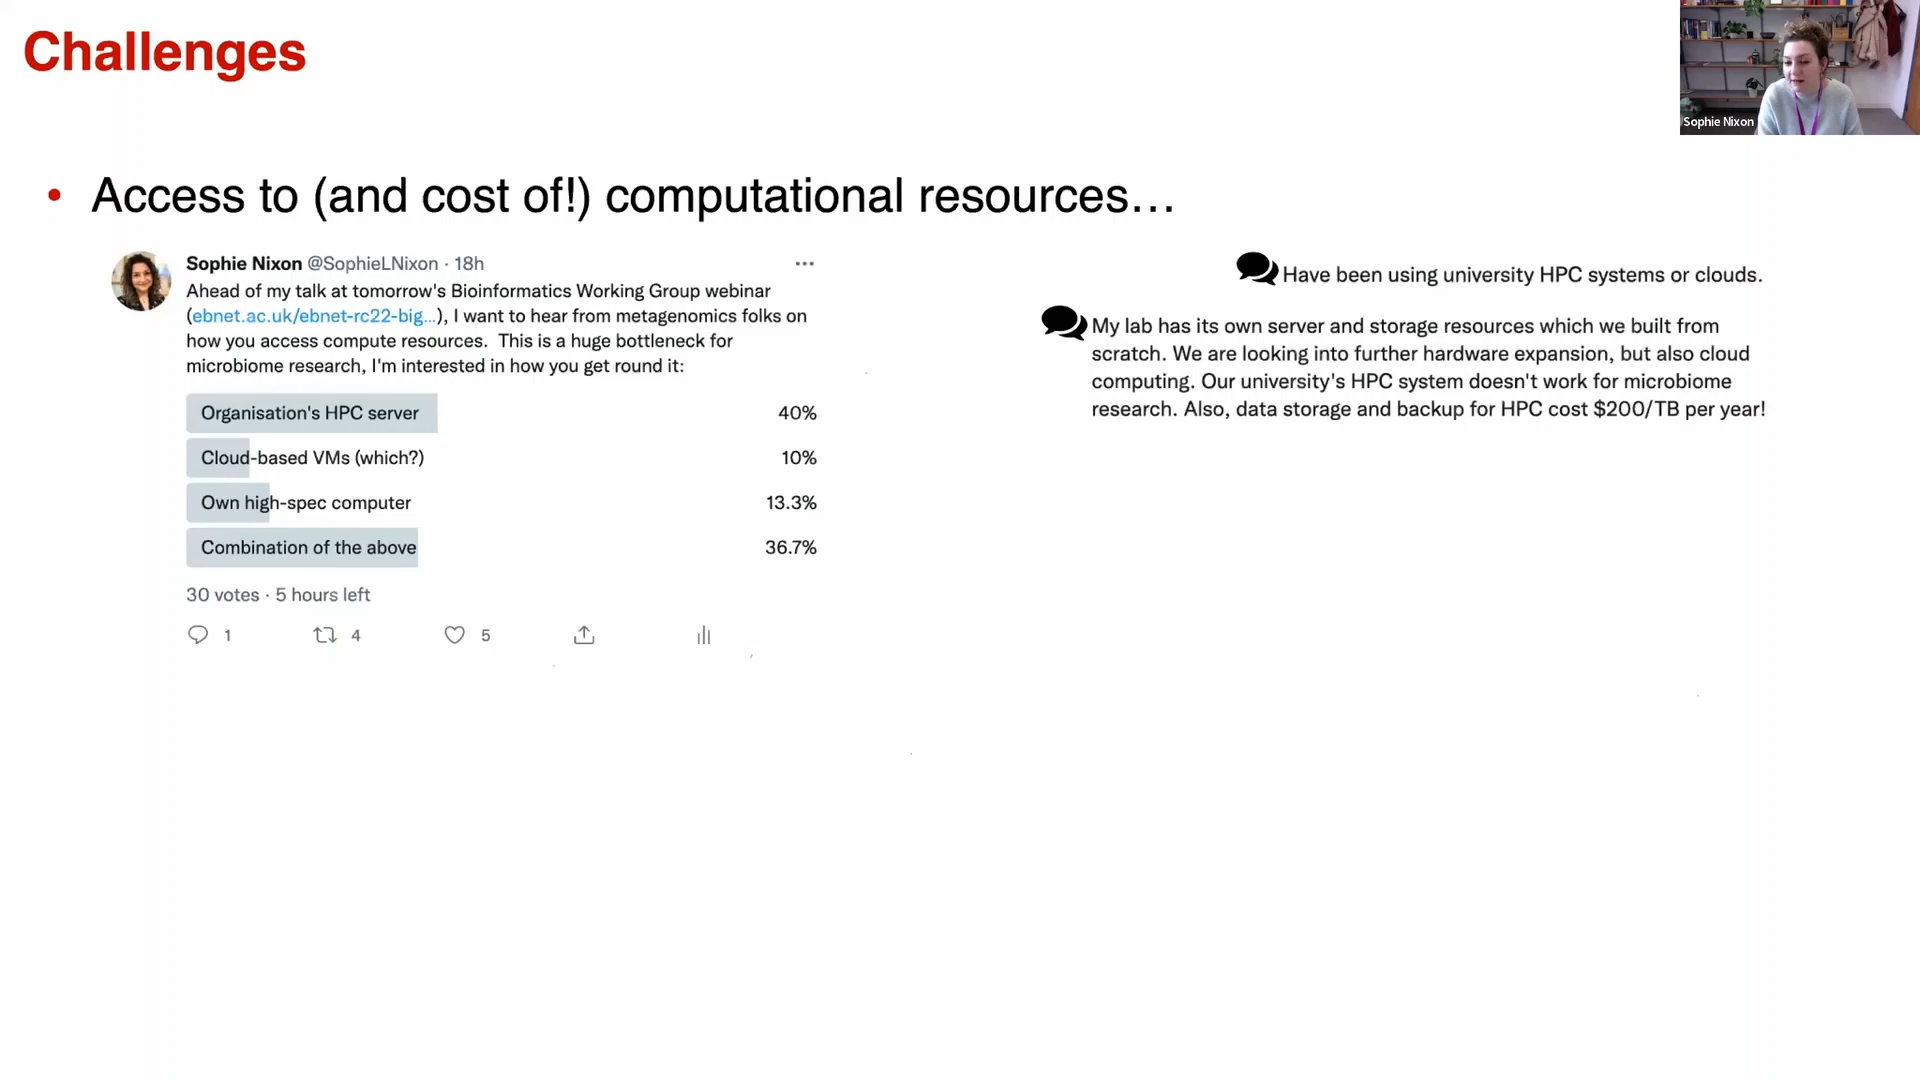 Challenges
Sophie Nixon
• Access to (and cost of!) computational resources…
Sophie Nixon @SophieLNixon · 18h
Ahead of my talk at tomorrow's Bioinformatics Working Group webinar
(ebnet.ac.uk/ebnet-rc22-big…), I want to hear from metagenomics folks on
how you access compute resources. This is a huge bottleneck for
microbiome research, I'm interested in how you get round it:
Organisation's HPC server 40%
Cloud-based VMs (which?) 10%
Own high-spec computer 13.3%
Combination of the above 36.7%
30 votes · 5 hours left
1 4 5
Have been using university HPC systems or clouds.
My lab has its own server and storage resources which we built from
scratch. We are looking into further hardware expansion, but also cloud
computing. Our university's HPC system doesn't work for microbiome
research. Also, data storage and backup for HPC cost $200/TB per year!